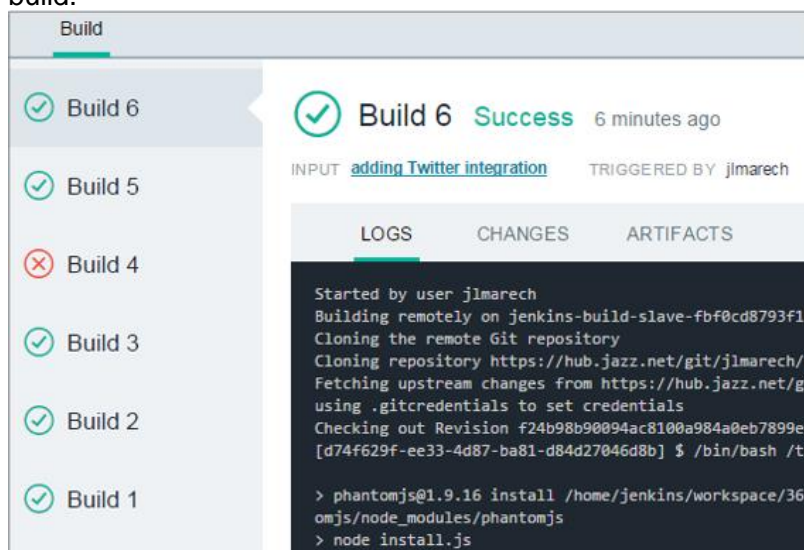 build.
Build
Build 6
Build 5
Build 4
Build 3
Build 2
Build 1
Build 6 Success 6 minutes ago
INPUT adding Twitter integration TRIGGERED BY jlmarech
LOGS CHANGES ARTIFACTS
Started by user jlmarech
Building remotely on jenkins-build-slave-fbf0cd8793f1
Cloning the remote Git repository
Cloning repository https://hub.jazz.net/git/jlmarech/
Fetching upstream changes from https://hub.jazz.net/g
using .gitcredentials to set credentials
Checking out Revision f24b98b90094ac8100a984a0eb7899e
[d74f629f-ee33-4d87-ba81-d84d27046d8b] $ /bin/bash /t
> phantomjs@1.9.16 install /home/jenkins/workspace/36
omjs/node_modules/phantomjs
> node install.js